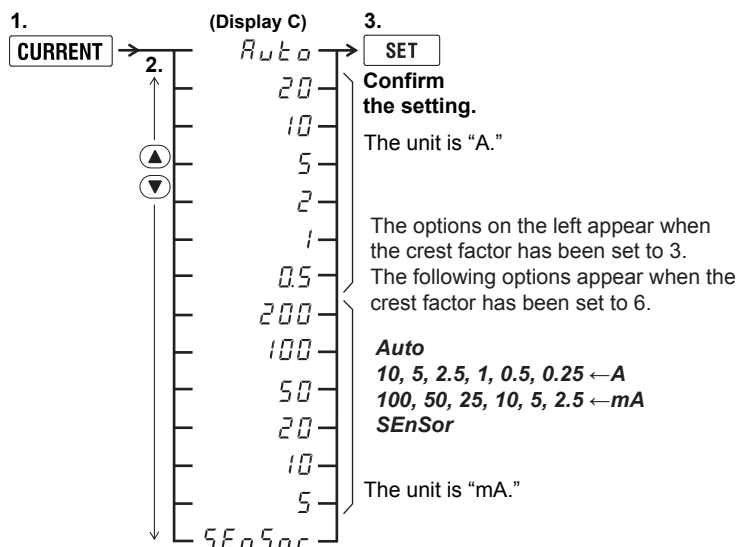 1.
(Display C)
3.
CURRENT
Auto
SET
2.
20
Confirm
the setting.
10
The unit is “A.”
5
2
The options on the left appear when
the crest factor has been set to 3.
1
The following options appear when the
0.5
crest factor has been set to 6.
200
100
Auto
10, 5, 2.5, 1, 0.5, 0.25 ←A
50
100, 50, 25, 10, 5, 2.5 ←mA
20
SEnSor
10
The unit is “mA.”
5
SEnSor